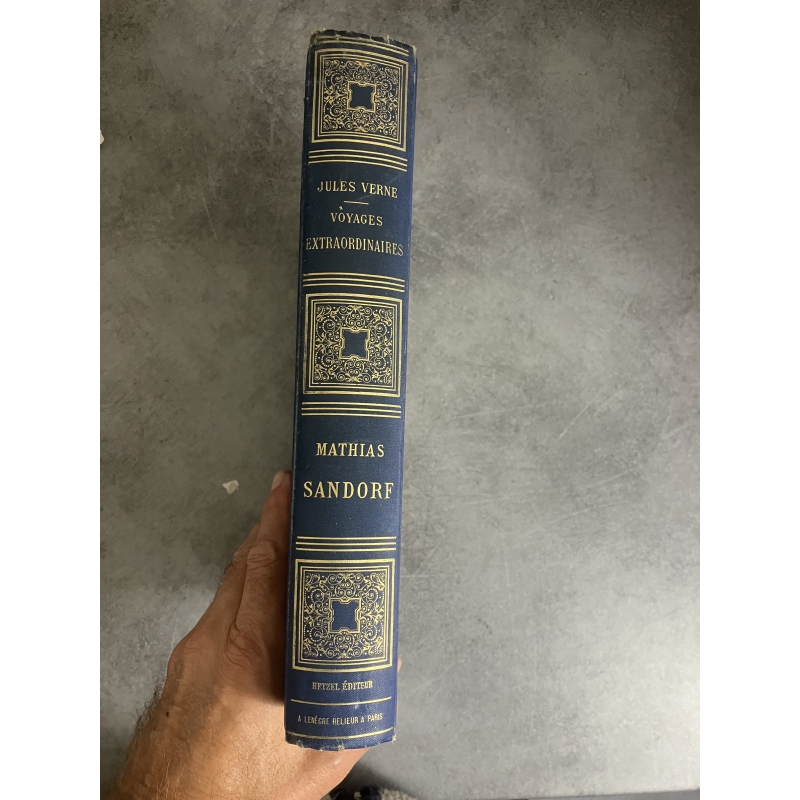 JULES VERNE
VOYAGES
EXTRAORDINAIRES
MATHIAS
SANDORF
HETZEL ÉDITEUR
A LENÈGRE RELIEUR A PARIS